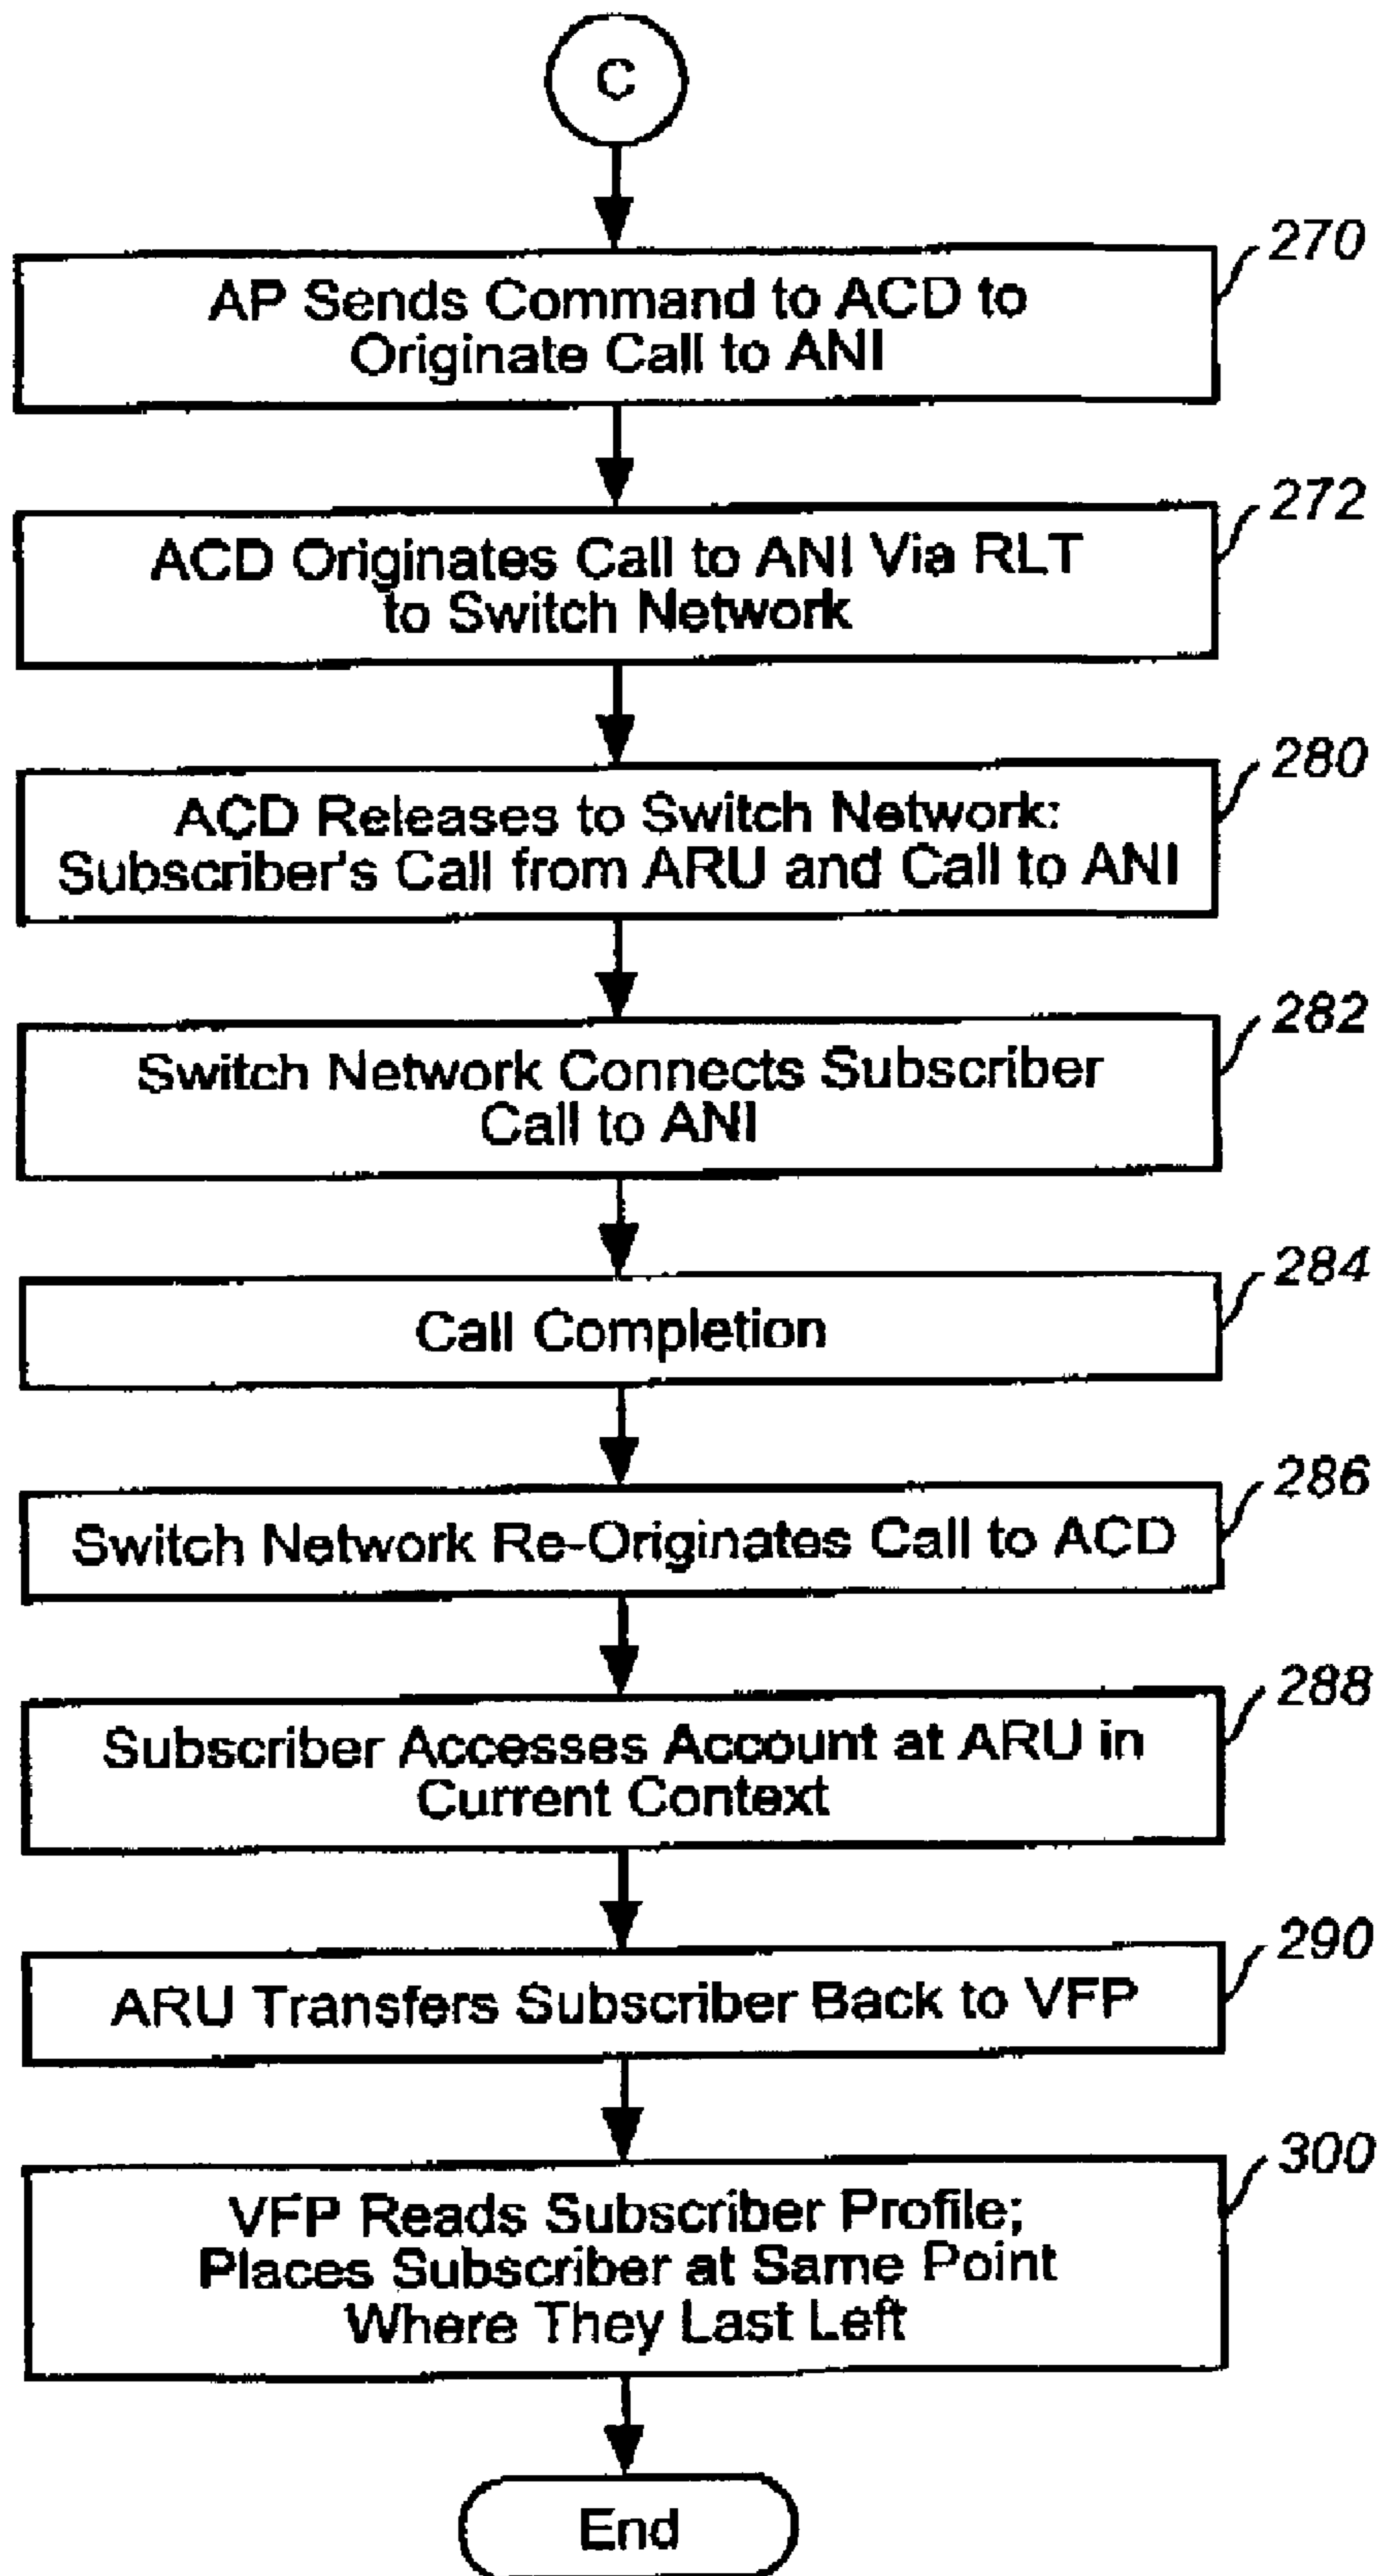 C
270
AP Sends Command to ACD to
Originate Call to ANI
272
ACD Originates Call to ANI Via RLT
to Switch Network
280
ACD Releases to Switch Network:
Subscriber's Call from ARU and Call to ANI
282
Switch Network Connects Subscriber
Call to ANI
284
Call Completion
286
Switch Network Re-Originates Call to ACD
288
Subscriber Accesses Account at ARU in
Current Context
290
ARU Transfers Subscriber Back to VFP
300
VFP Reads Subscriber Profile;
Places Subscriber at Same Point
Where They Last Left
End